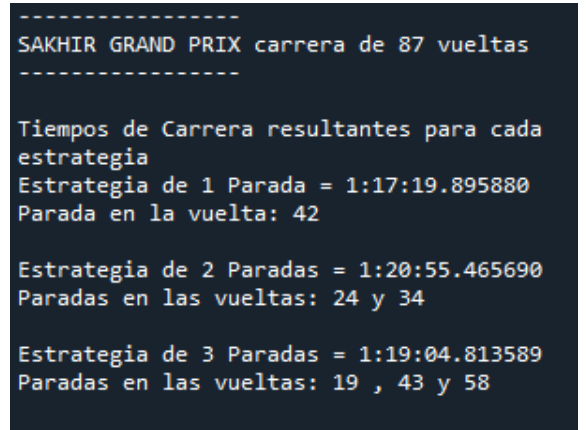 -----------------
SAKHIR GRAND PRIX carrera de 87 vueltas
-----------------
Tiempos de Carrera resultantes para cada
estrategia
Estrategia de 1 Parada = 1:17:19.895880
Parada en la vuelta: 42
Estrategia de 2 Paradas = 1:20:55.465690
Paradas en las vueltas: 24 y 34
Estrategia de 3 Paradas = 1:19:04.813589
Paradas en las vueltas: 19 , 43 y 58